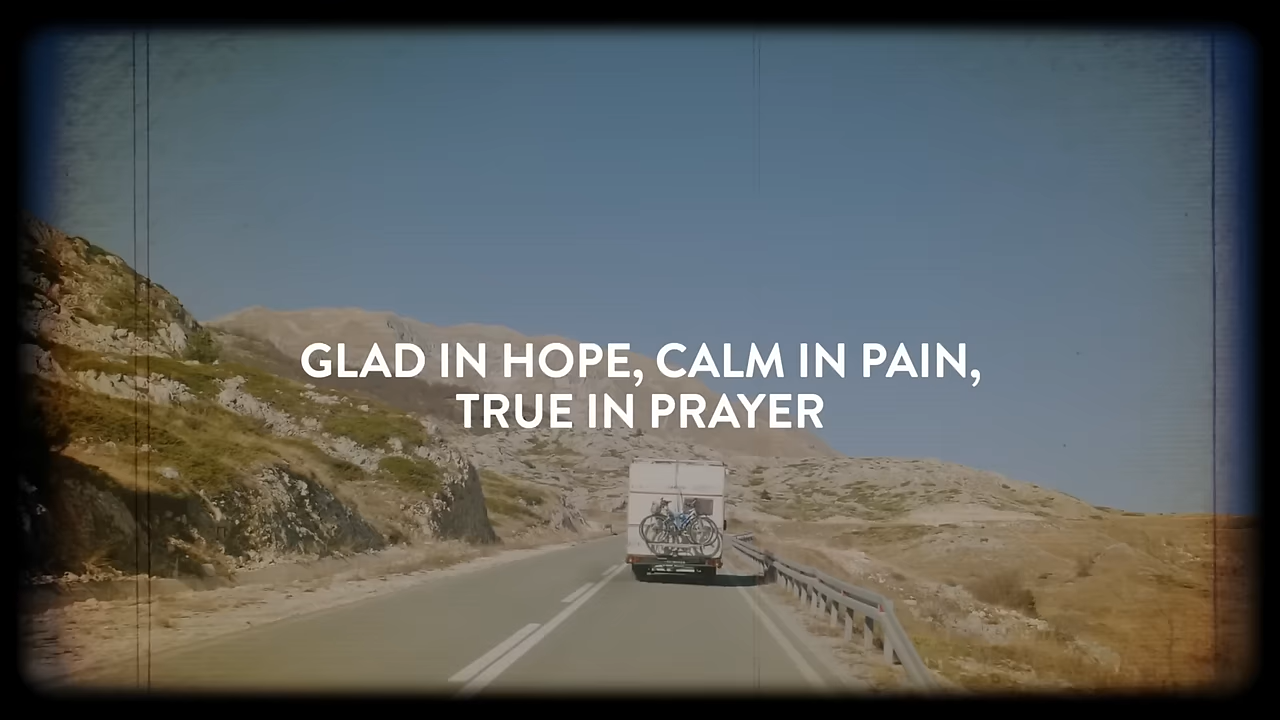 GLAD IN HOPE, CALM IN PAIN,
TRUE IN PRAYER